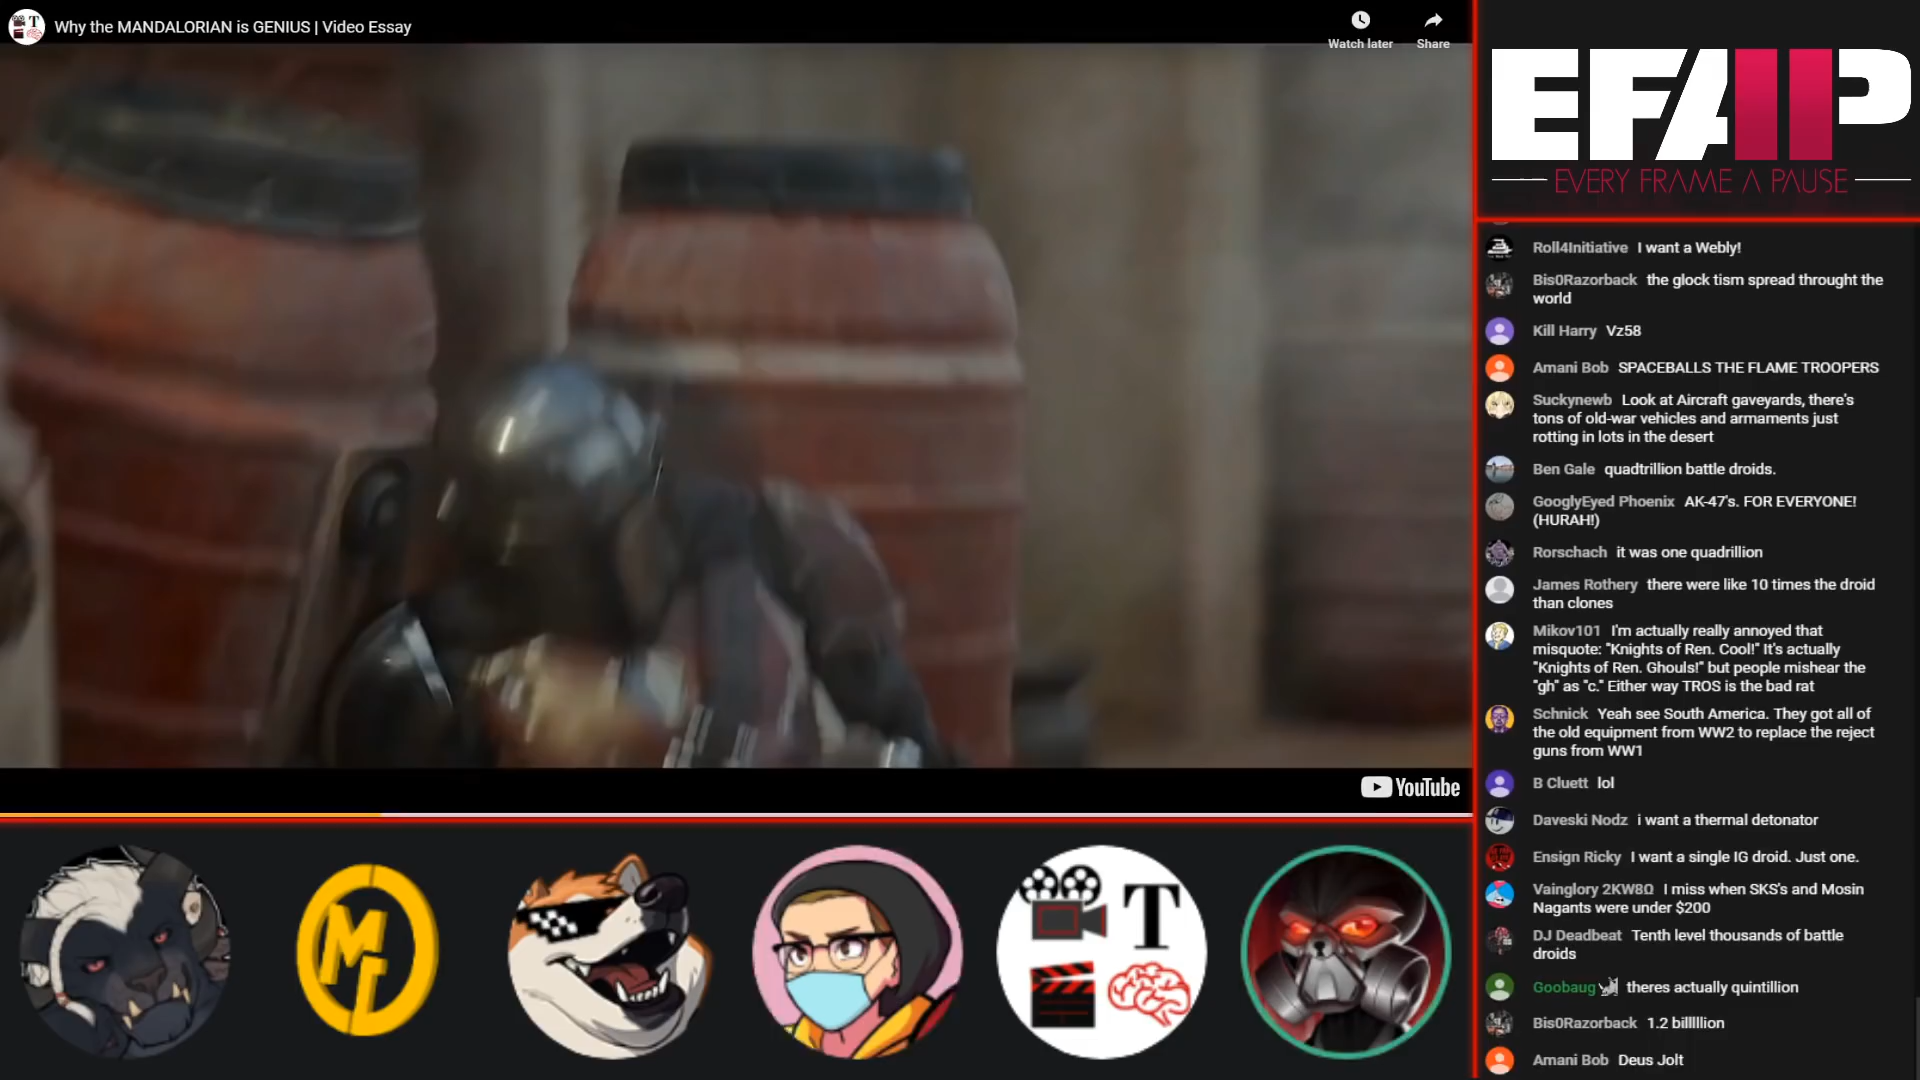 Why the MANDALORIAN is GENIUS | Video Essay
Watch later
Share
EFAP
EVERY FRAME A PAUSE
Roll4Initiative I want a Webly!
Bis0Razorback the glock tism spread throught the
world
Kill Harry Vz58
Amani Bob SPACEBALLS THE FLAME TROOPERS
Suckynewb Look at Aircraft gaveyards, there's
tons of old-war vehicles and armaments just
rotting in lots in the desert
Ben Gale quadtrillion battle droids.
GooglyEyed Phoenix AK-47's. FOR EVERYONE!
(HURAH!)
Rorschach it was one quadrillion
James Rothery there were like 10 times the droid
than clones
Mikov101 I'm actually really annoyed that
misquote: "Knights of Ren. Cool!" It's actually
"Knights of Ren. Ghouls!" but people mishear the
"gh" as "c." Either way TROS is the bad rat
Schnick Yeah see South America. They got all of
the old equipment from WW2 to replace the reject
guns from WW1
B Cluett lol
Daveski Nodz i want a thermal detonator
Ensign Ricky I want a single IG droid. Just one.
Vainglory 2KW8Ω I miss when SKS's and Mosin
Nagants were under $200
DJ Deadbeat Tenth level thousands of battle
droids
Goobaug theres actually quintillion
Bis0Razorback 1.2 billlllion
Amani Bob Deus Jolt
YouTube
T